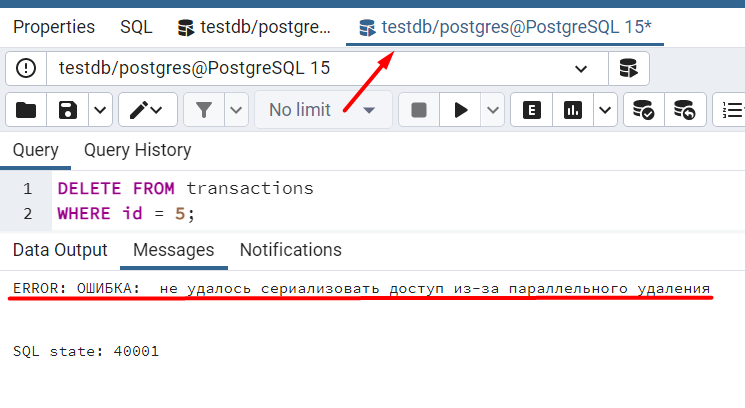 Properties SQL testdb/postgre... testdb/postgres@PostgreSQL 15*
testdb/postgres@PostgreSQL 15
No limit E
Query Query History
1 DELETE FROM transactions
2 WHERE id = 5;
Data Output Messages Notifications
ERROR: ОШИБКА:  не удалось сериализовать доступ из-за параллельного удаления
SQL state: 40001